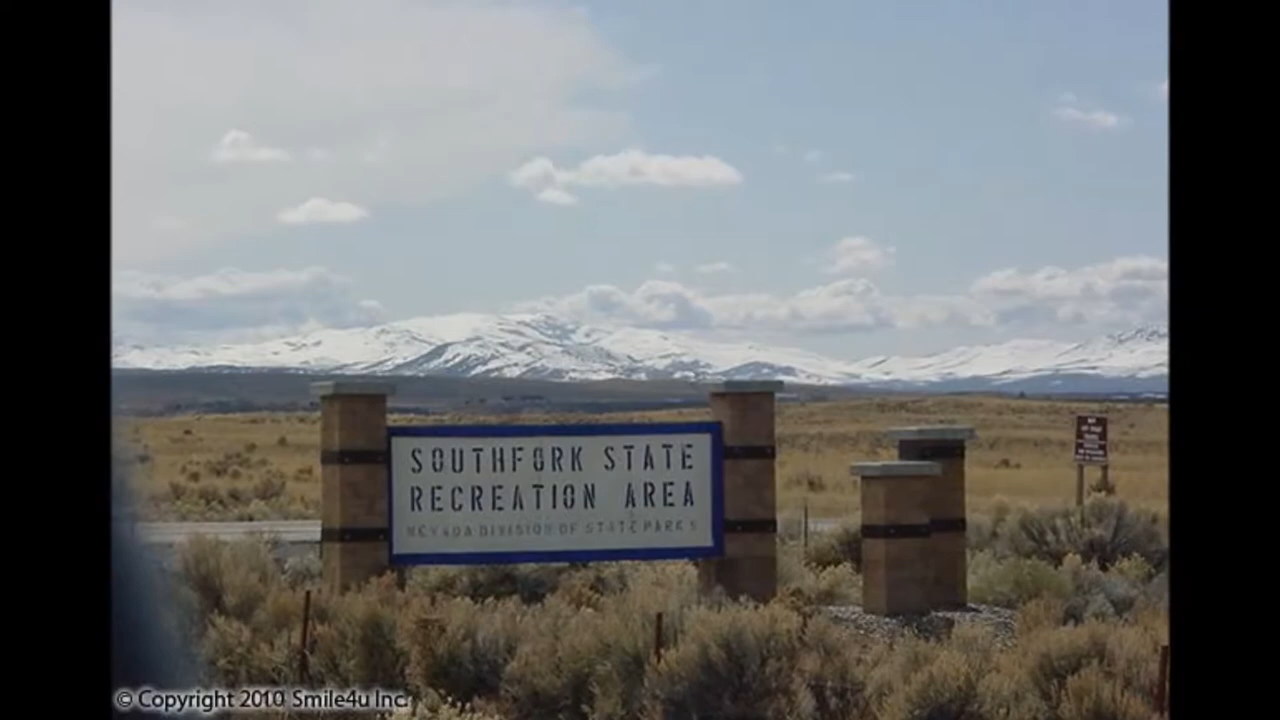 SOUTHFORK STATE
RECREATION AREA
NEVADA DIVISION OF STATE PARKS
© Copyright 2010 Smile4u Inc.